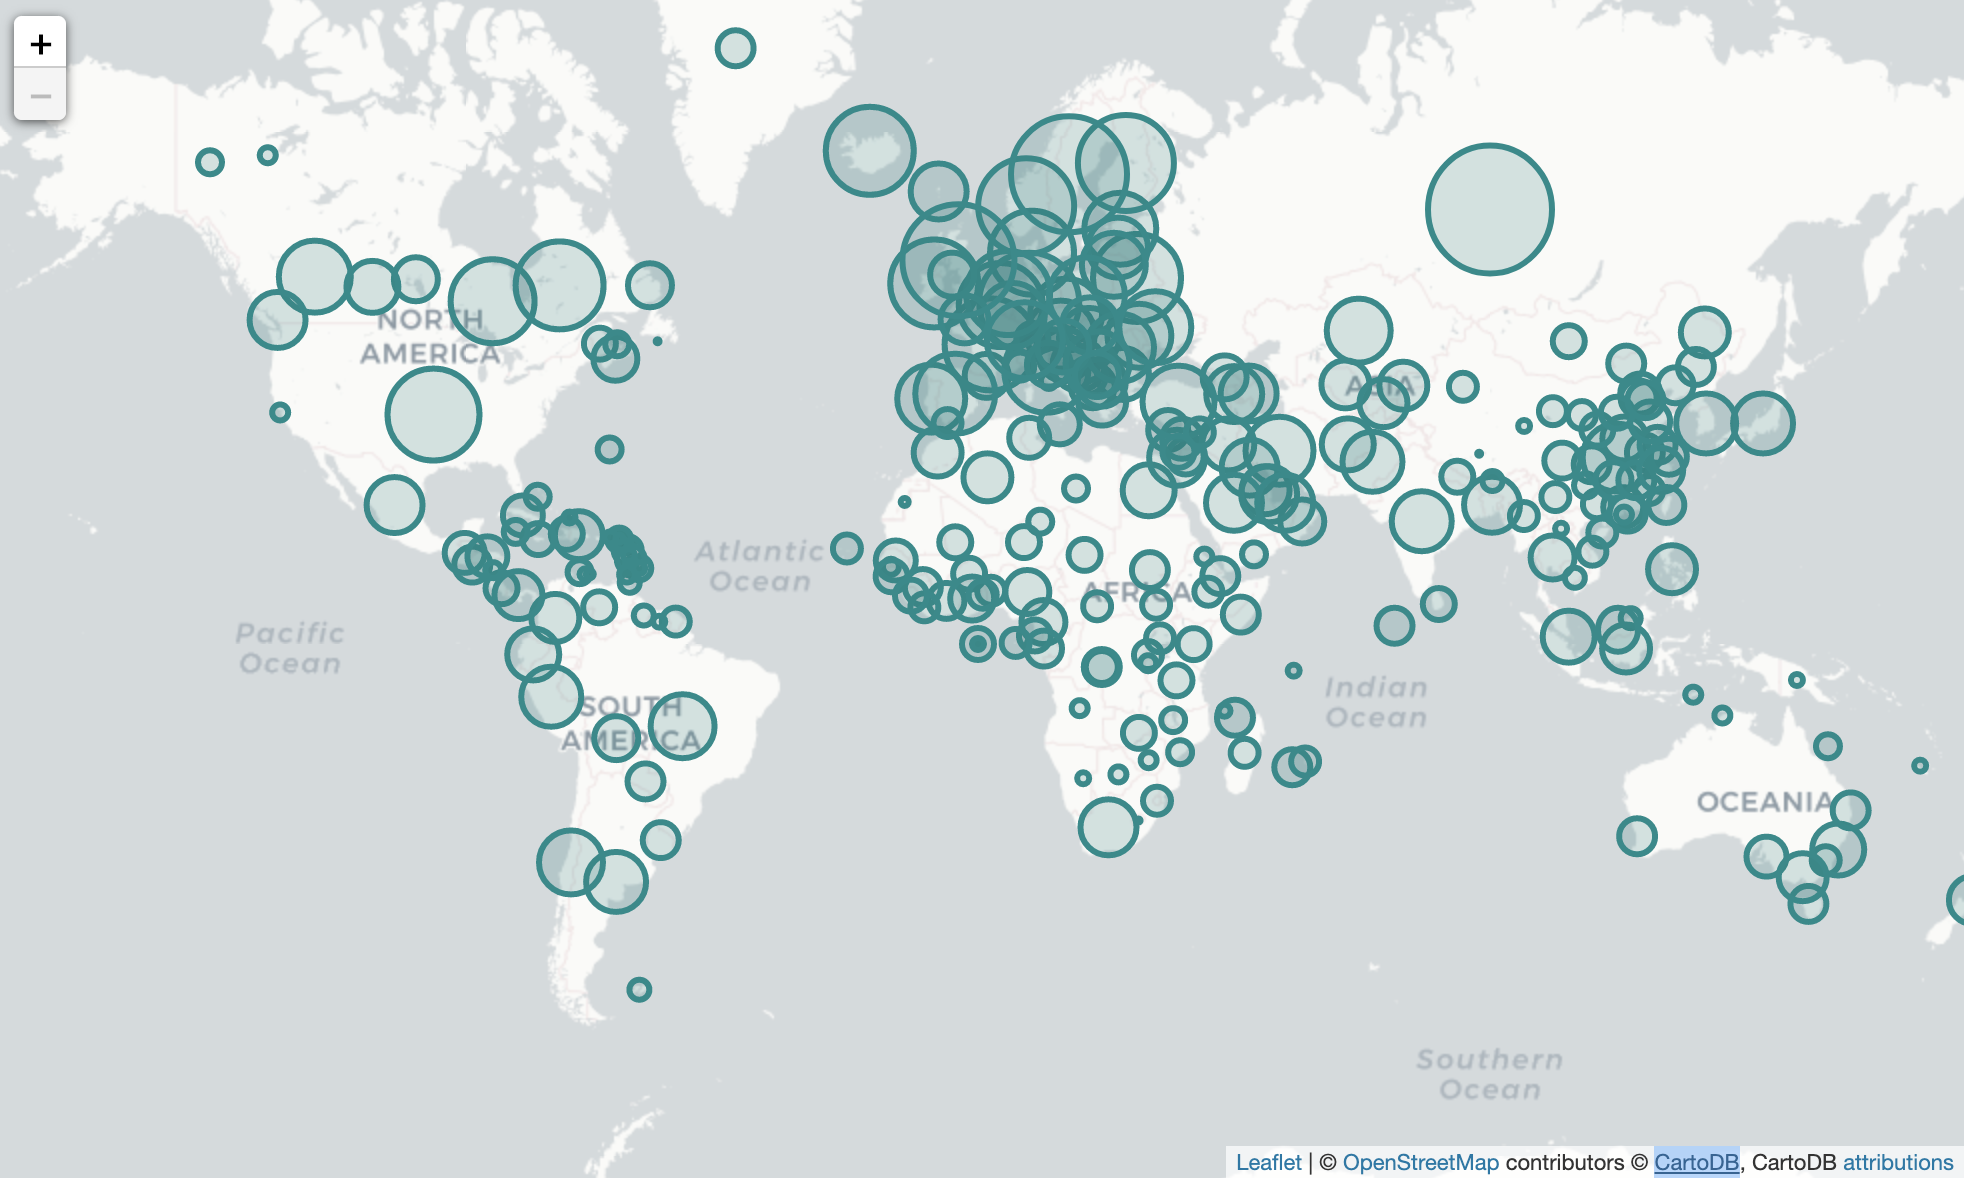 +
−
NORTH
AMERICA
ASIA
Atlantic
Ocean
AFRICA
Pacific
Ocean
SOUTH
AMERICA
Indian
Ocean
OCEANIA
Southern
Ocean
Leaflet | © OpenStreetMap contributors © CartoDB, CartoDB attributions